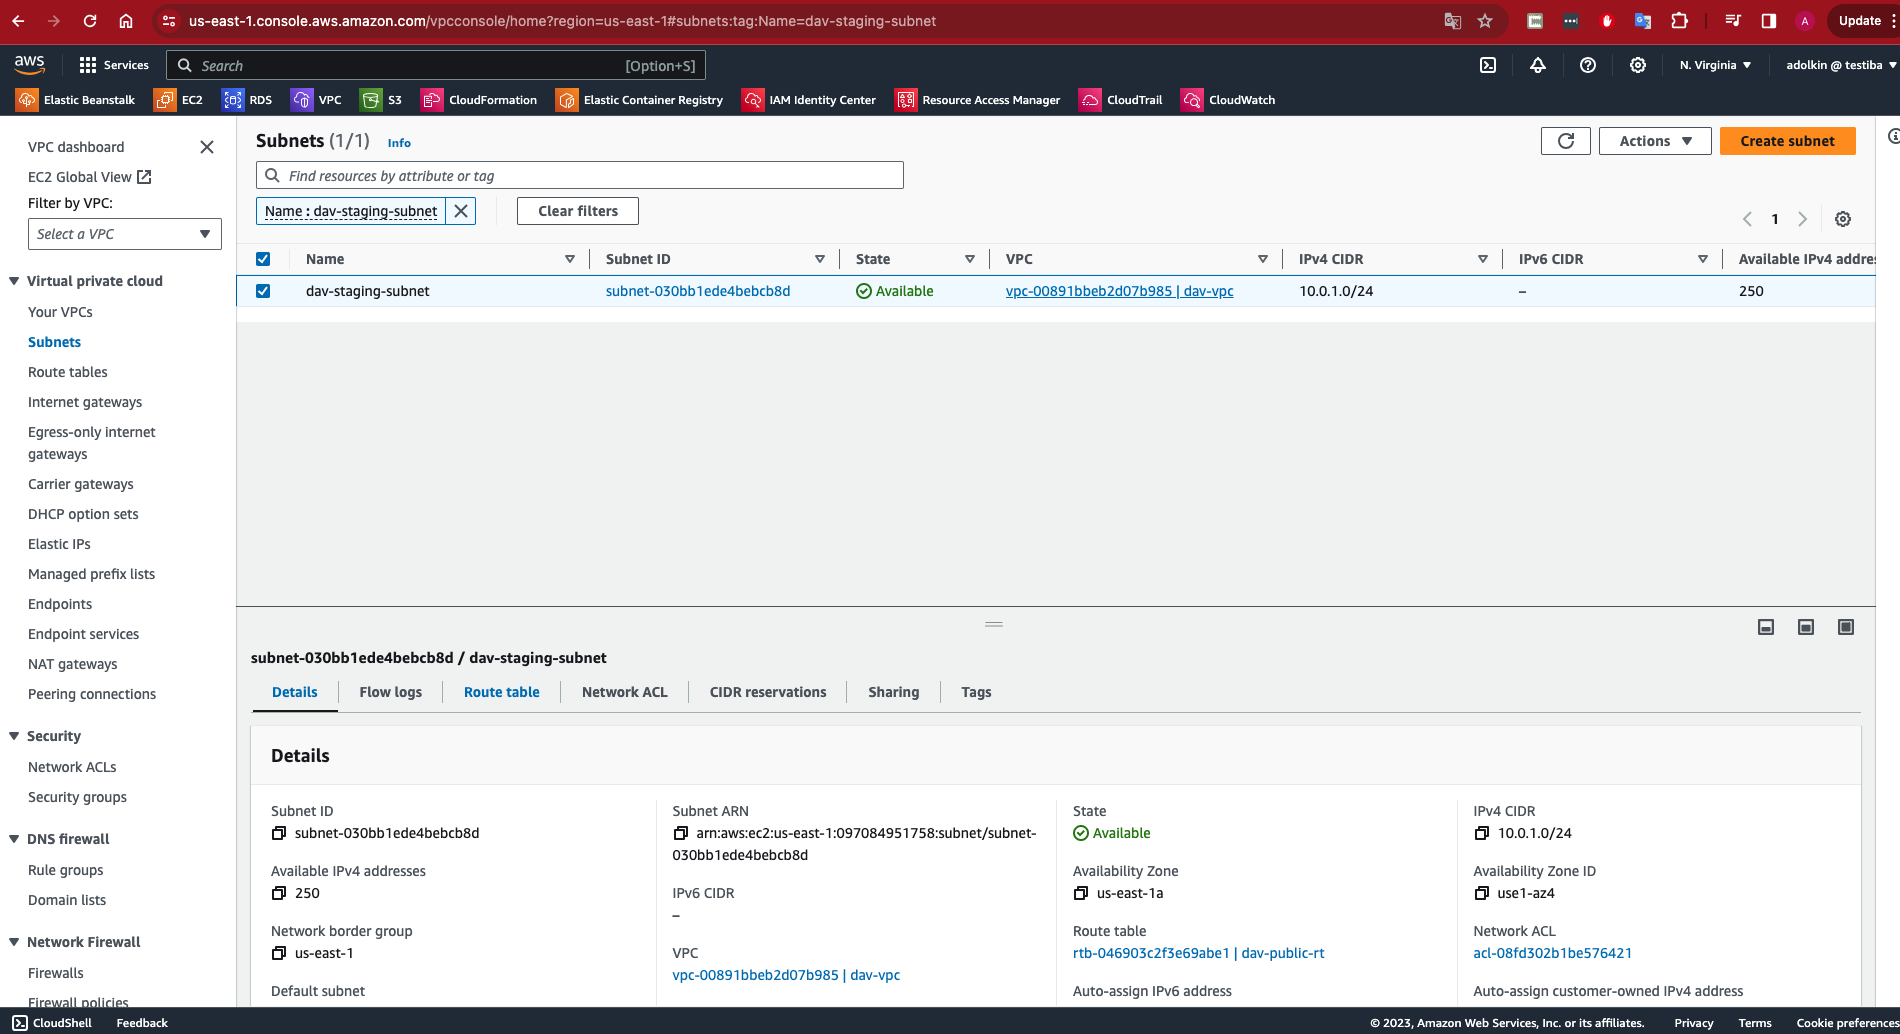 us-east-1.console.aws.amazon.com/vpcconsole/home?region=us-east-1#subnets:tag:Name=dav-staging-subnet
A
Update
aws
Services
Search
[Option+S]
N. Virginia
adolkin @ testiba
Elastic Beanstalk
EC2
RDS
VPC
S3
CloudFormation
Elastic Container Registry
IAM Identity Center
Resource Access Manager
CloudTrail
CloudWatch
VPC dashboard
EC2 Global View
Filter by VPC:
Select a VPC
Virtual private cloud
Your VPCs
Subnets
Route tables
Internet gateways
Egress-only internet
gateways
Carrier gateways
DHCP option sets
Elastic IPs
Managed prefix lists
Endpoints
Endpoint services
NAT gateways
Peering connections
Security
Network ACLs
Security groups
DNS firewall
Rule groups
Domain lists
Network Firewall
Firewalls
Firewall policies
Subnets (1/1)
Info
Actions
Create subnet
Find resources by attribute or tag
Name : dav-staging-subnet
Clear filters
1
Name
Subnet ID
State
VPC
IPv4 CIDR
IPv6 CIDR
Available IPv4 addre
dav-staging-subnet
subnet-030bb1ede4bebcb8d
Available
vpc-00891bbeb2d07b985 | dav-vpc
10.0.1.0/24
–
250
subnet-030bb1ede4bebcb8d / dav-staging-subnet
Details
Flow logs
Route table
Network ACL
CIDR reservations
Sharing
Tags
Details
Subnet ID
subnet-030bb1ede4bebcb8d
Available IPv4 addresses
250
Network border group
us-east-1
Default subnet
Subnet ARN
arn:aws:ec2:us-east-1:097084951758:subnet/subnet-
030bb1ede4bebcb8d
IPv6 CIDR
–
VPC
vpc-00891bbeb2d07b985 | dav-vpc
State
Available
Availability Zone
us-east-1a
Route table
rtb-046903c2f3e69abe1 | dav-public-rt
Auto-assign IPv6 address
IPv4 CIDR
10.0.1.0/24
Availability Zone ID
use1-az4
Network ACL
acl-08fd302b1be576421
Auto-assign customer-owned IPv4 address
CloudShell
Feedback
© 2023, Amazon Web Services, Inc. or its affiliates.
Privacy
Terms
Cookie preferences